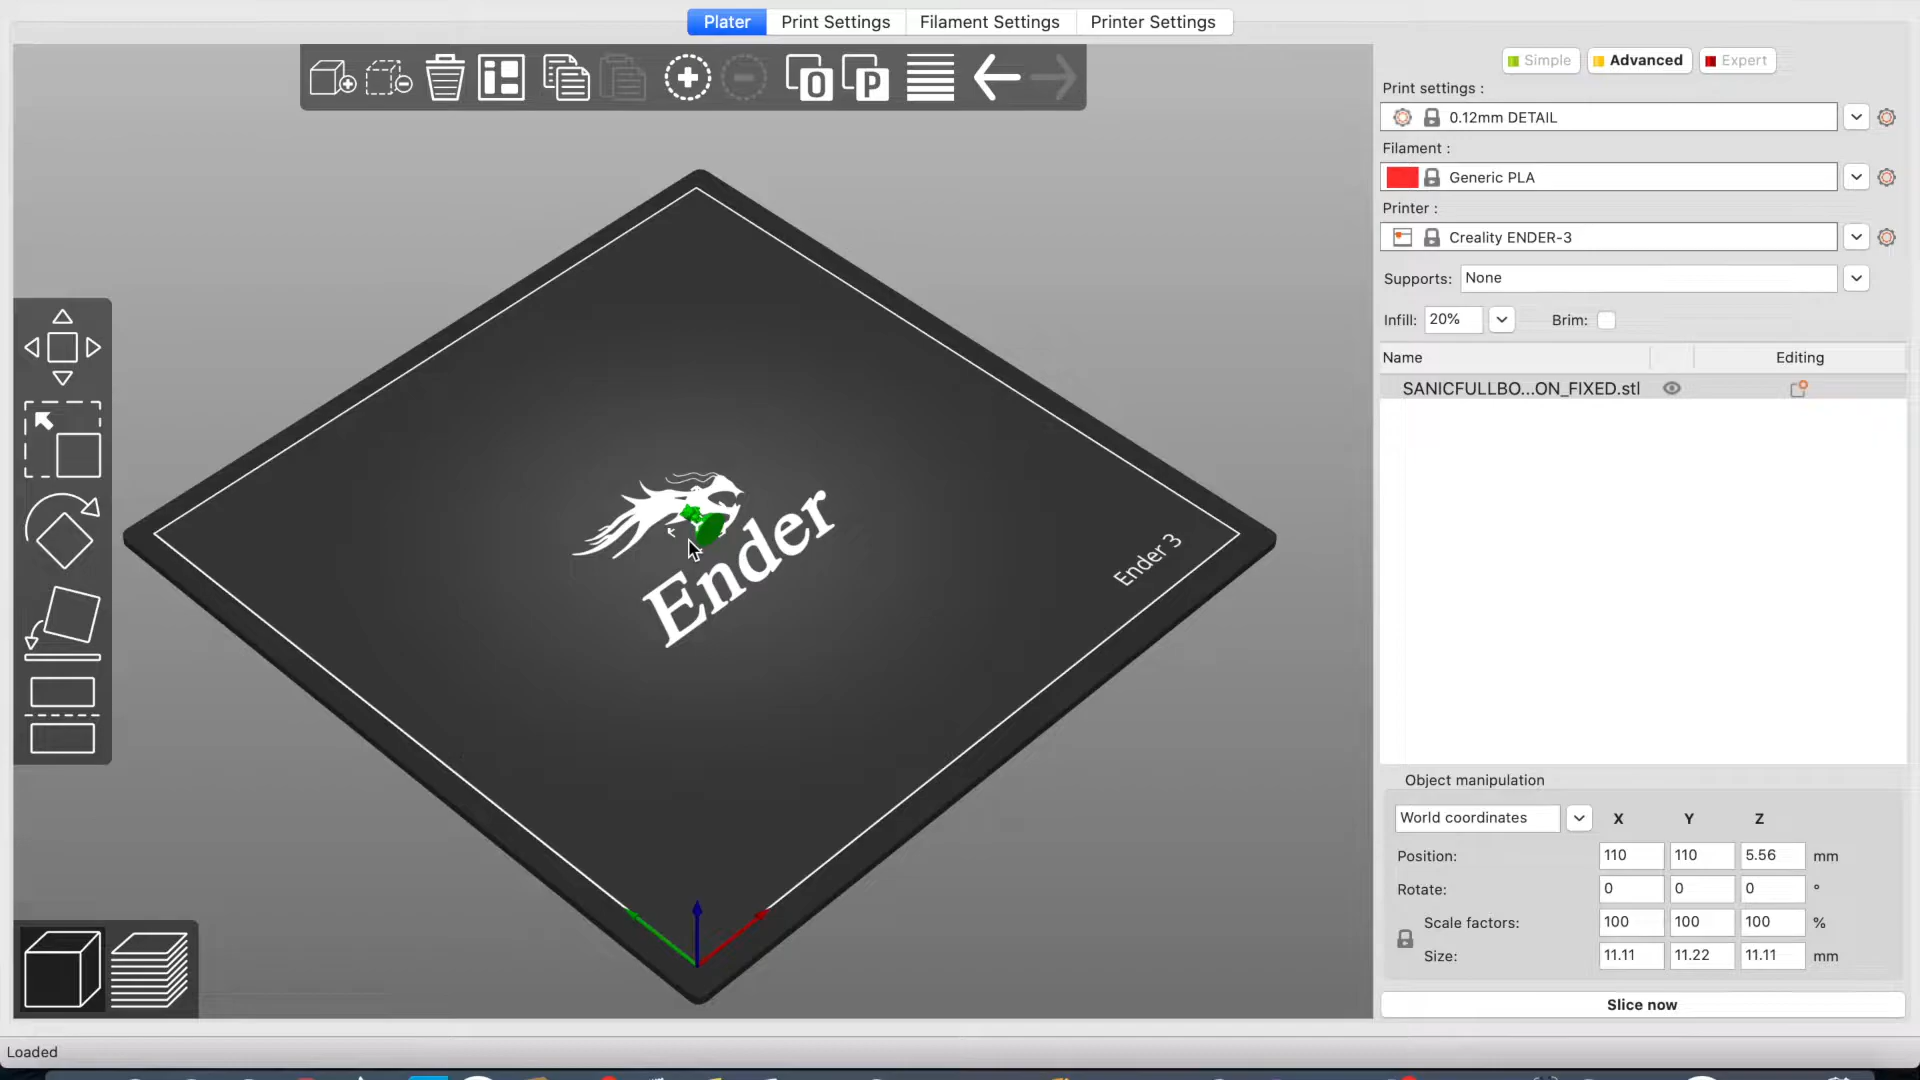 Plater Print Settings Filament Settings Printer Settings
Simple Advanced Expert
Print settings :
0.12mm DETAIL
Filament :
Generic PLA
Printer :
Creality ENDER-3
Supports: None
Infill: 20% Brim:
Name Editing
SANICFULLBO...ON_FIXED.stl
O P
Ender
Ender 3
Object manipulation
World coordinates X Y Z
Position: 110 110 5.56 mm
Rotate: 0 0 0 °
Scale factors: 100 100 100 %
Size: 11.11 11.22 11.11 mm
Slice now
Loaded